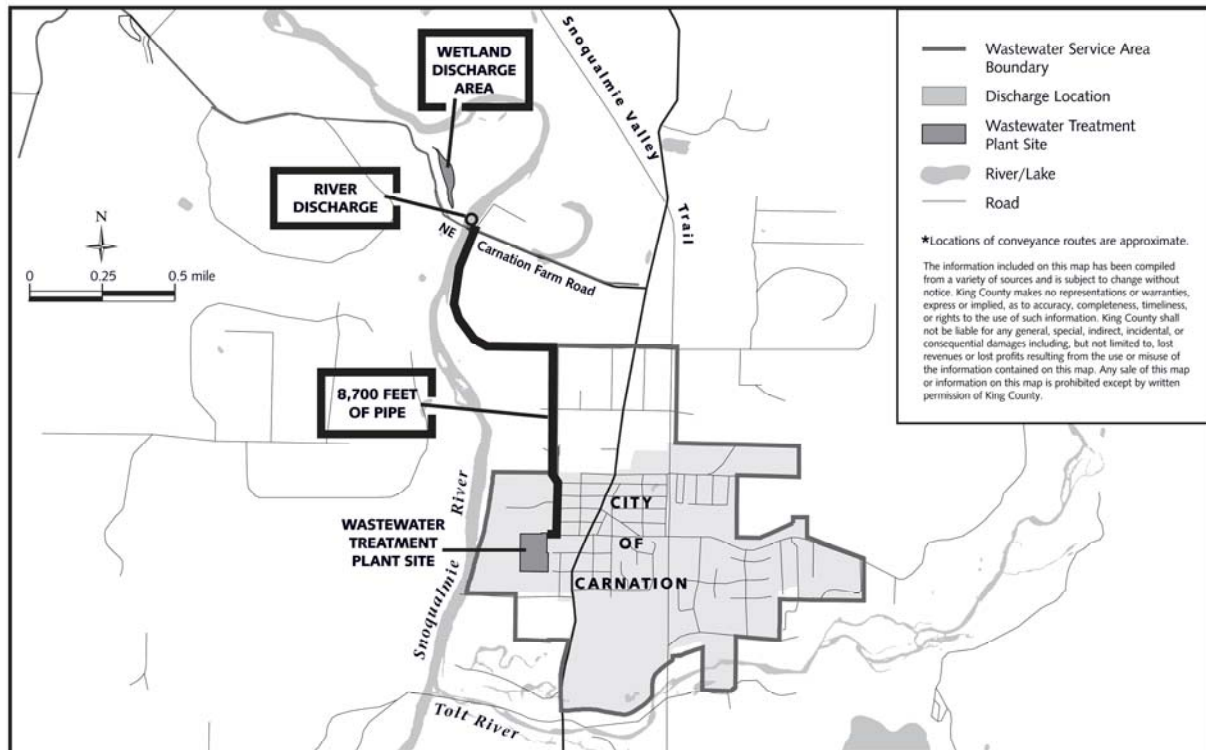 WETLAND
DISCHARGE
AREA
Snoqualmie Valley
Trail
RIVER
DISCHARGE
NE
Carnation Farm Road
N
0 0.25 0.5 mile
8,700 FEET
OF PIPE
Snoqualmie River
WASTEWATER
TREATMENT
PLANT SITE
CITY
OF
CARNATION
Tolt River
Wastewater Service Area
Boundary
Discharge Location
Wastewater Treatment
Plant Site
River/Lake
Road
*Locations of conveyance routes are approximate.
The information included on this map has been compiled
from a variety of sources and is subject to change without
notice. King County makes no representations or warranties,
express or implied, as to accuracy, completeness, timeliness,
or rights to the use of such information. King County shall
not be liable for any general, special, indirect, incidental, or
consequential damages including, but not limited to, lost
revenues or lost profits resulting from the use or misuse of
the information contained on this map. Any sale of this map
or information on this map is prohibited except by written
permission of King County.